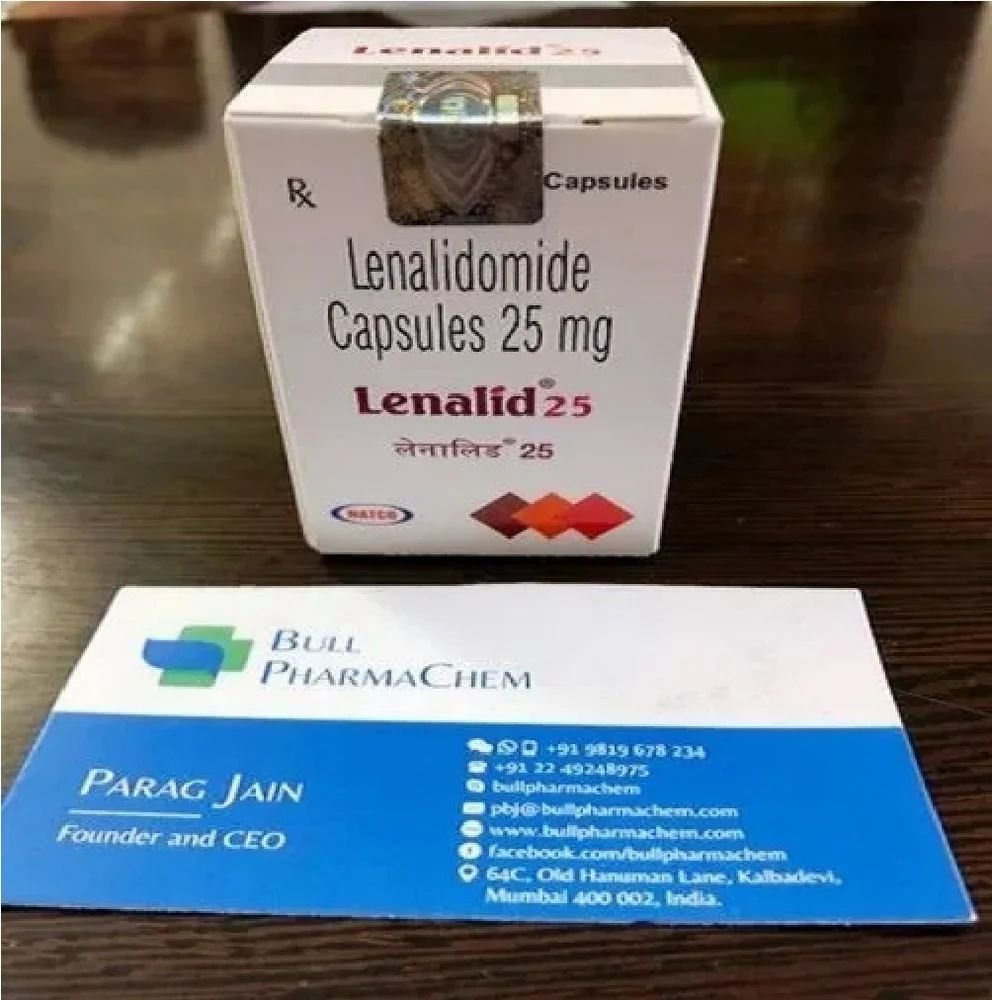 Lenalid 25
Rx
Capsules
Lenalidomide
Capsules 25 mg
Lenalid® 25
लेनालिड® 25
NATCO
BULL
PHARMACHEM
PARAG JAIN
Founder and CEO
+91 9819 678 234
+91 22 49248975
bullpharmachem
pbj@bullpharmachem.com
www.bullpharmachem.com
facebook.com/bullpharmachem
64C, Old Hanuman Lane, Kalbadevi,
Mumbai 400 002, India.